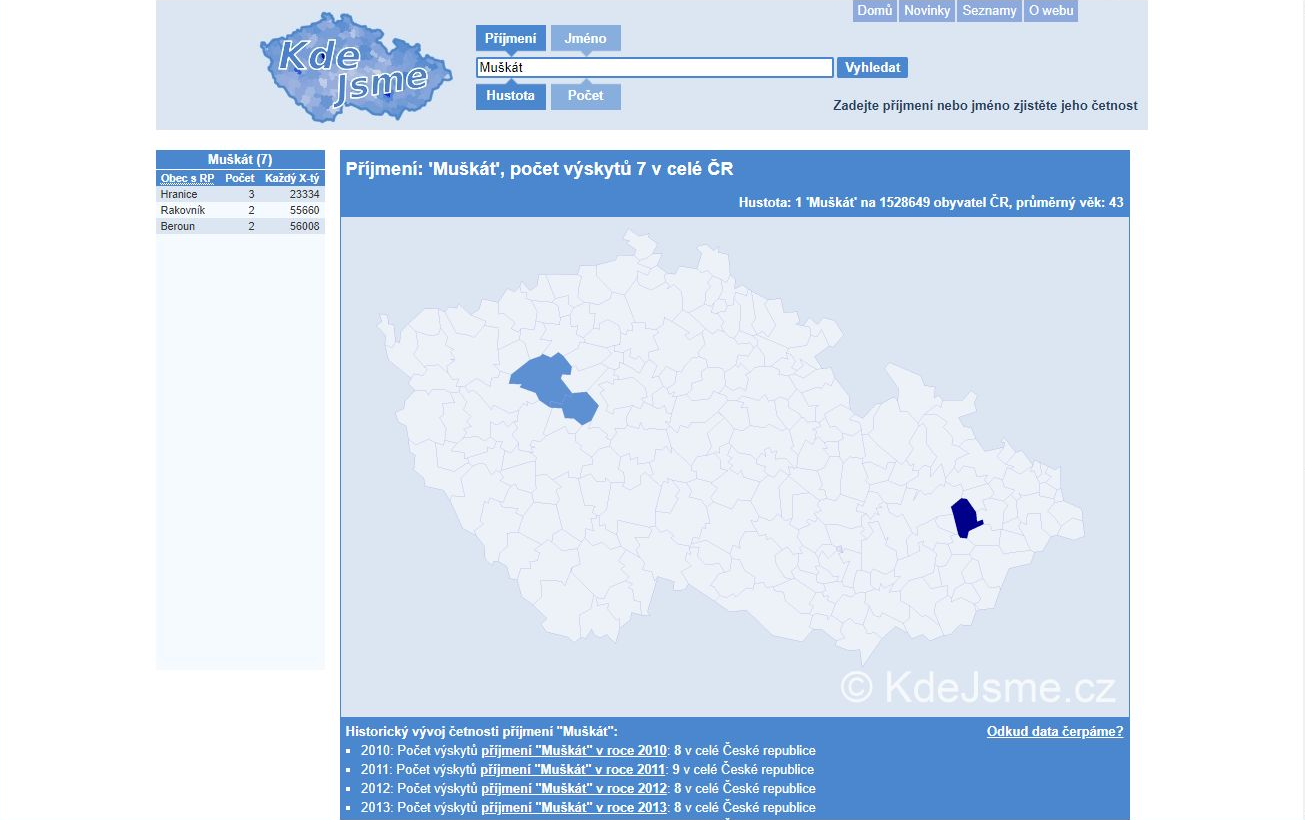 Domů Novinky Seznamy O webu
Kde
Jsme
Příjmení Jméno
Muškát
Vyhledat
Hustota Počet
Zadejte příjmení nebo jméno zjistěte jeho četnost
Muškát (7)
Obec s RP Počet Každý X-tý
Hranice 3 23334
Rakovník 2 55660
Beroun 2 56008
Příjmení: 'Muškát', počet výskytů 7 v celé ČR
Hustota: 1 'Muškát' na 1528649 obyvatel ČR, průměrný věk: 43
© KdeJsme.cz
Historický vývoj četnosti příjmení "Muškát":
Odkud data čerpáme?
2010: Počet výskytů příjmení "Muškát" v roce 2010: 8 v celé České republice
2011: Počet výskytů příjmení "Muškát" v roce 2011: 9 v celé České republice
2012: Počet výskytů příjmení "Muškát" v roce 2012: 8 v celé České republice
2013: Počet výskytů příjmení "Muškát" v roce 2013: 8 v celé České republice